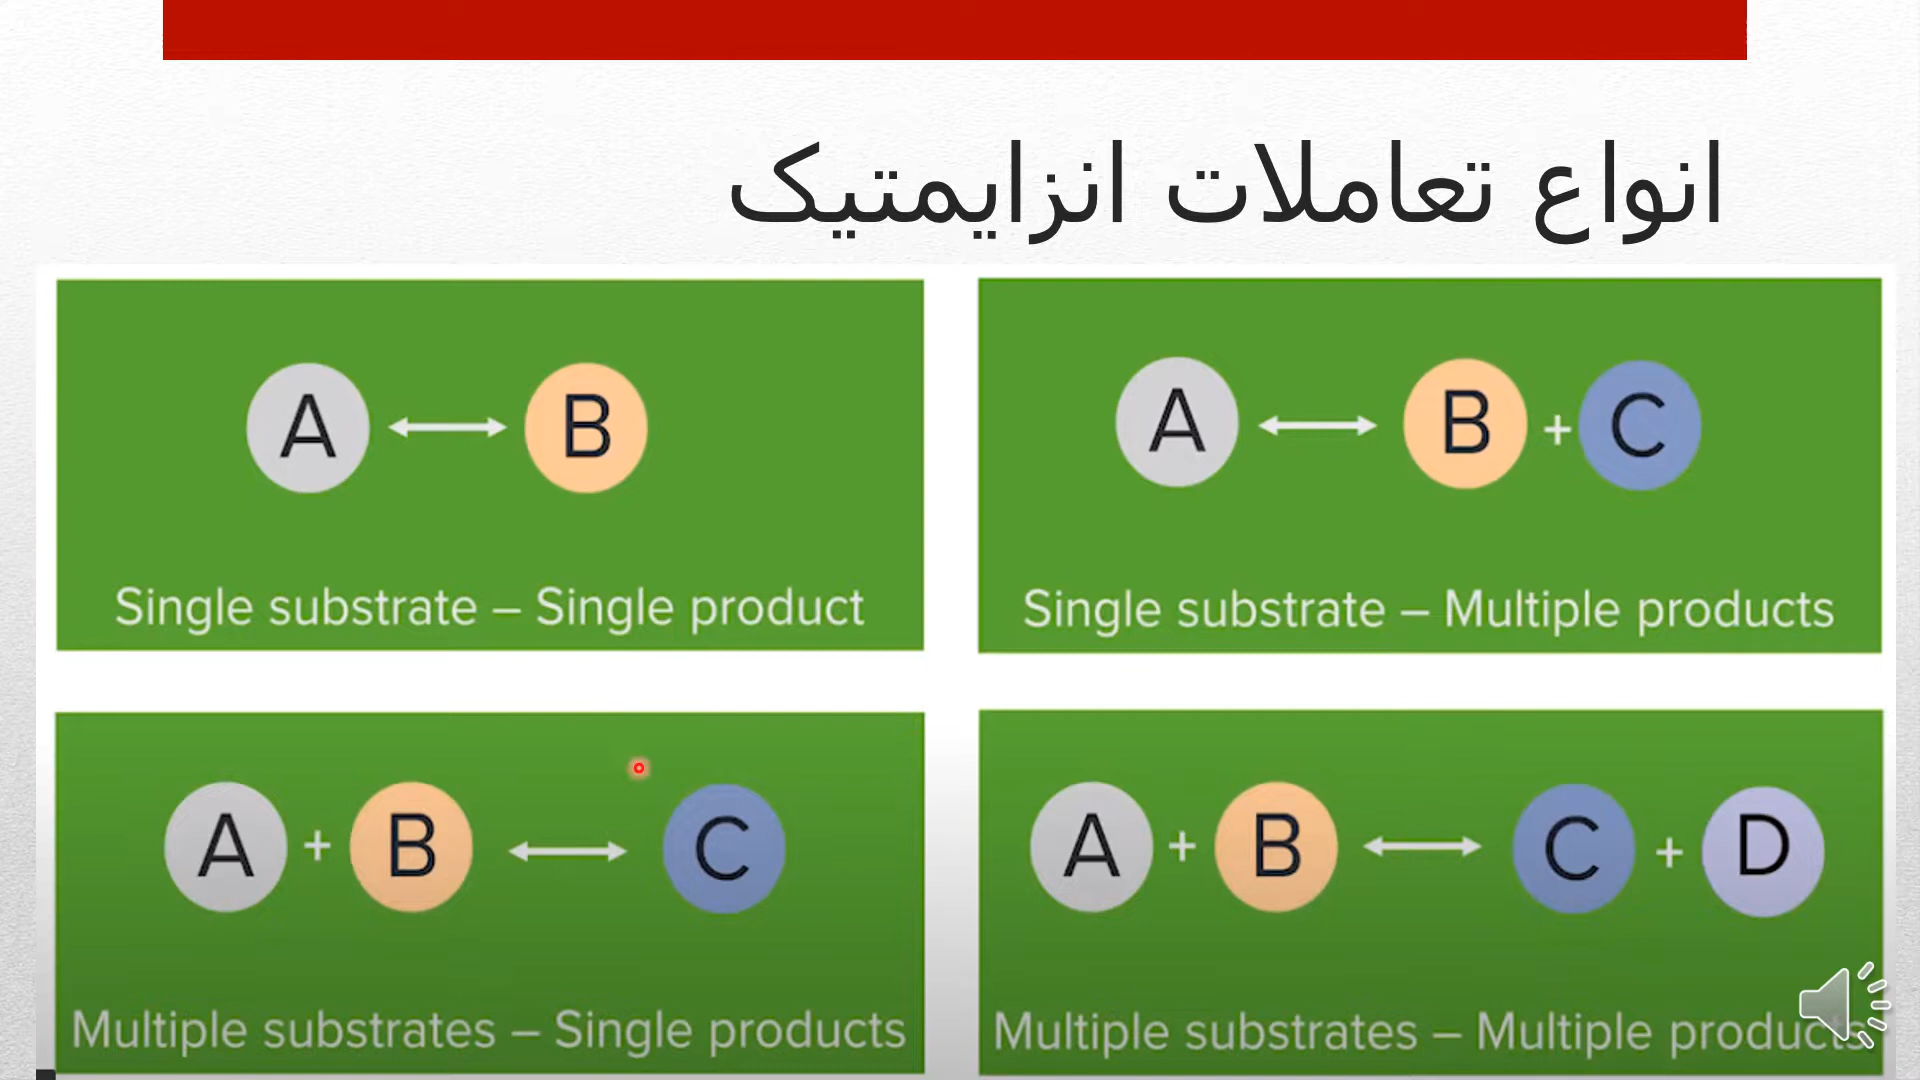 انواع تعاملات انزایمتیک
A ↔ B
Single substrate – Single product
A ↔ B + C
Single substrate – Multiple products
A + B ↔ C
Multiple substrates – Single products
A + B ↔ C + D
Multiple substrates – Multiple products